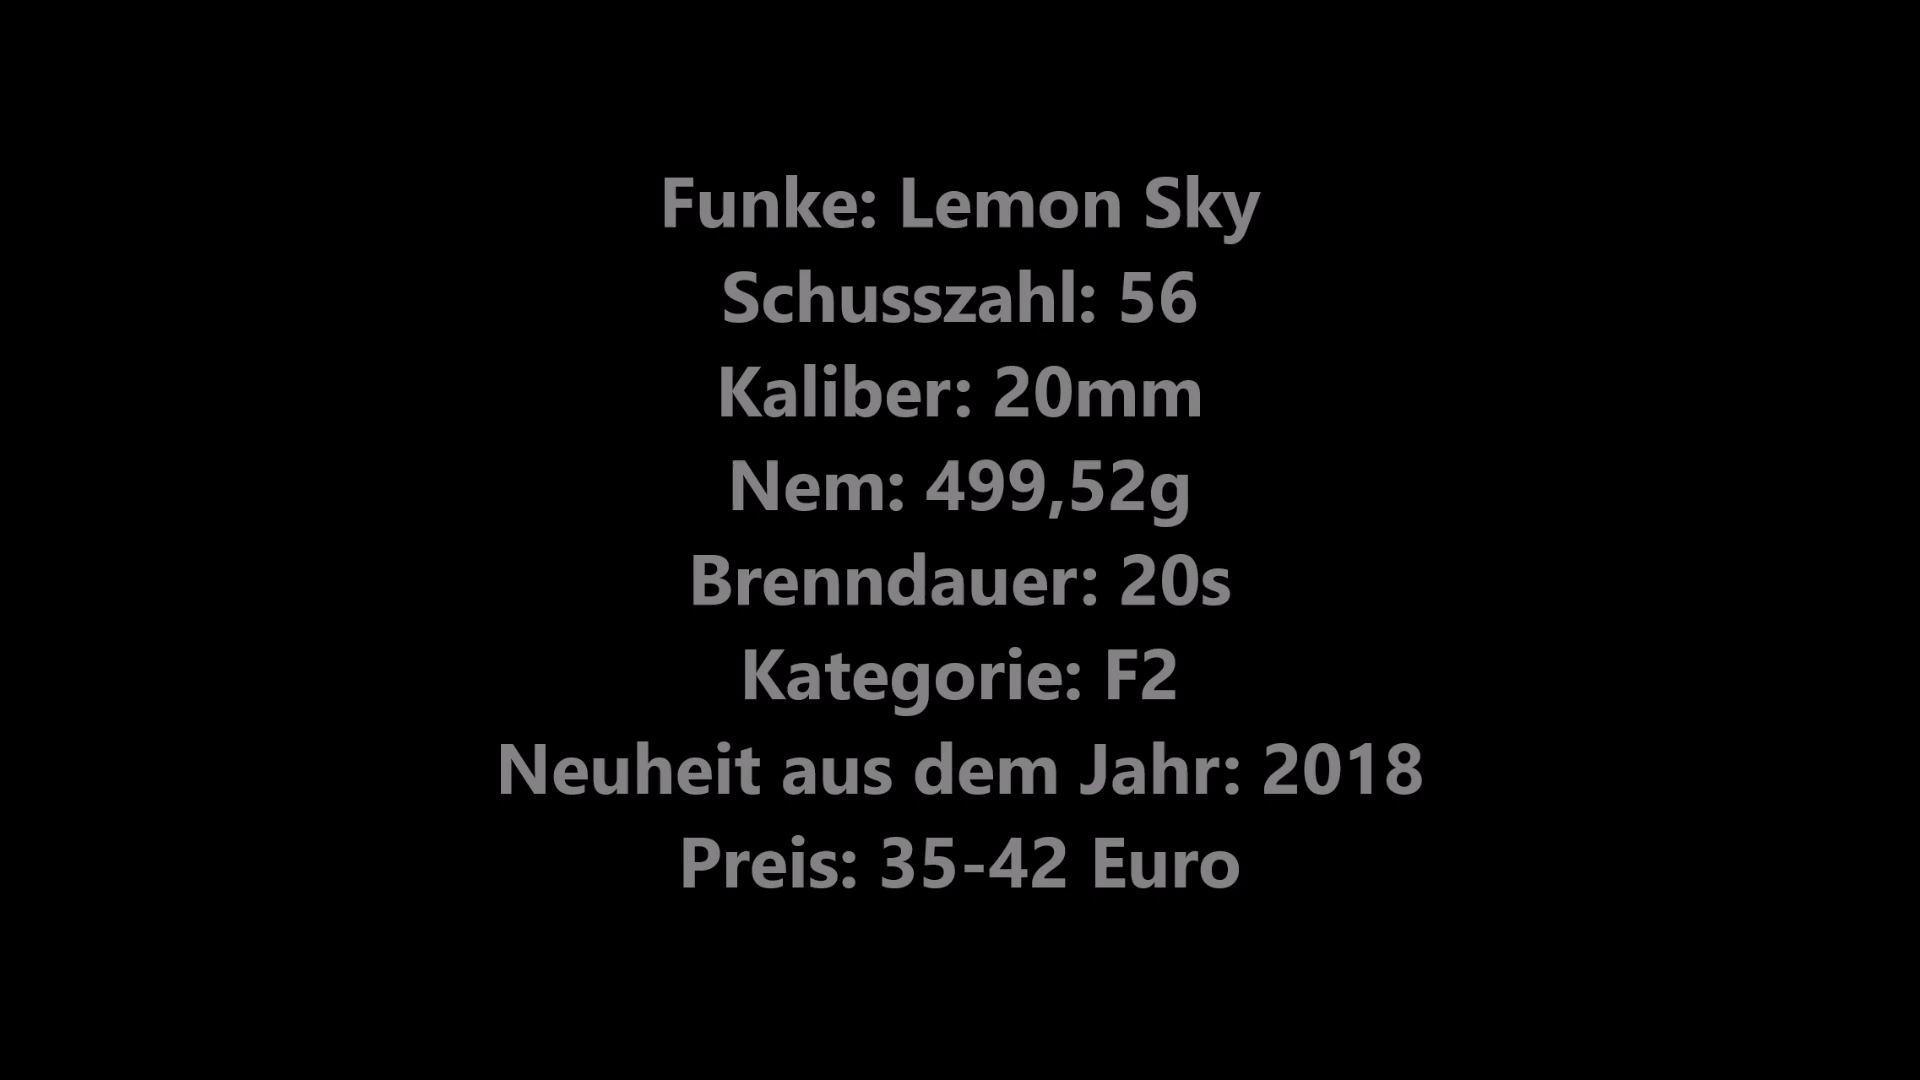 Funke: Lemon Sky
Schusszahl: 56
Kaliber: 20mm
Nem: 499,52g
Brenndauer: 20s
Kategorie: F2
Neuheit aus dem Jahr: 2018
Preis: 35-42 Euro